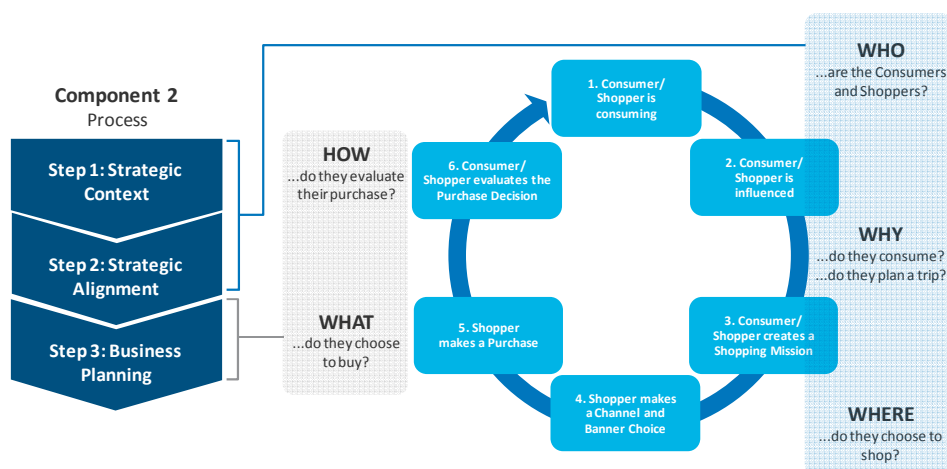 Component 2
Process
Step 1: Strategic
Context
Step 2: Strategic
Alignment
Step 3: Business
Planning
HOW
...do they evaluate
their purchase?
WHAT
...do they choose
to buy?
1. Consumer/
Shopper is
consuming
2. Consumer/
Shopper is
influenced
3. Consumer/
Shopper creates a
Shopping Mission
4. Shopper makes
a Channel and
Banner Choice
5. Shopper
makes a Purchase
6. Consumer/
Shopper evaluates the
Purchase Decision
WHO
...are the Consumers
and Shoppers?
WHY
...do they consume?
...do they plan a trip?
WHERE
...do they choose to
shop?